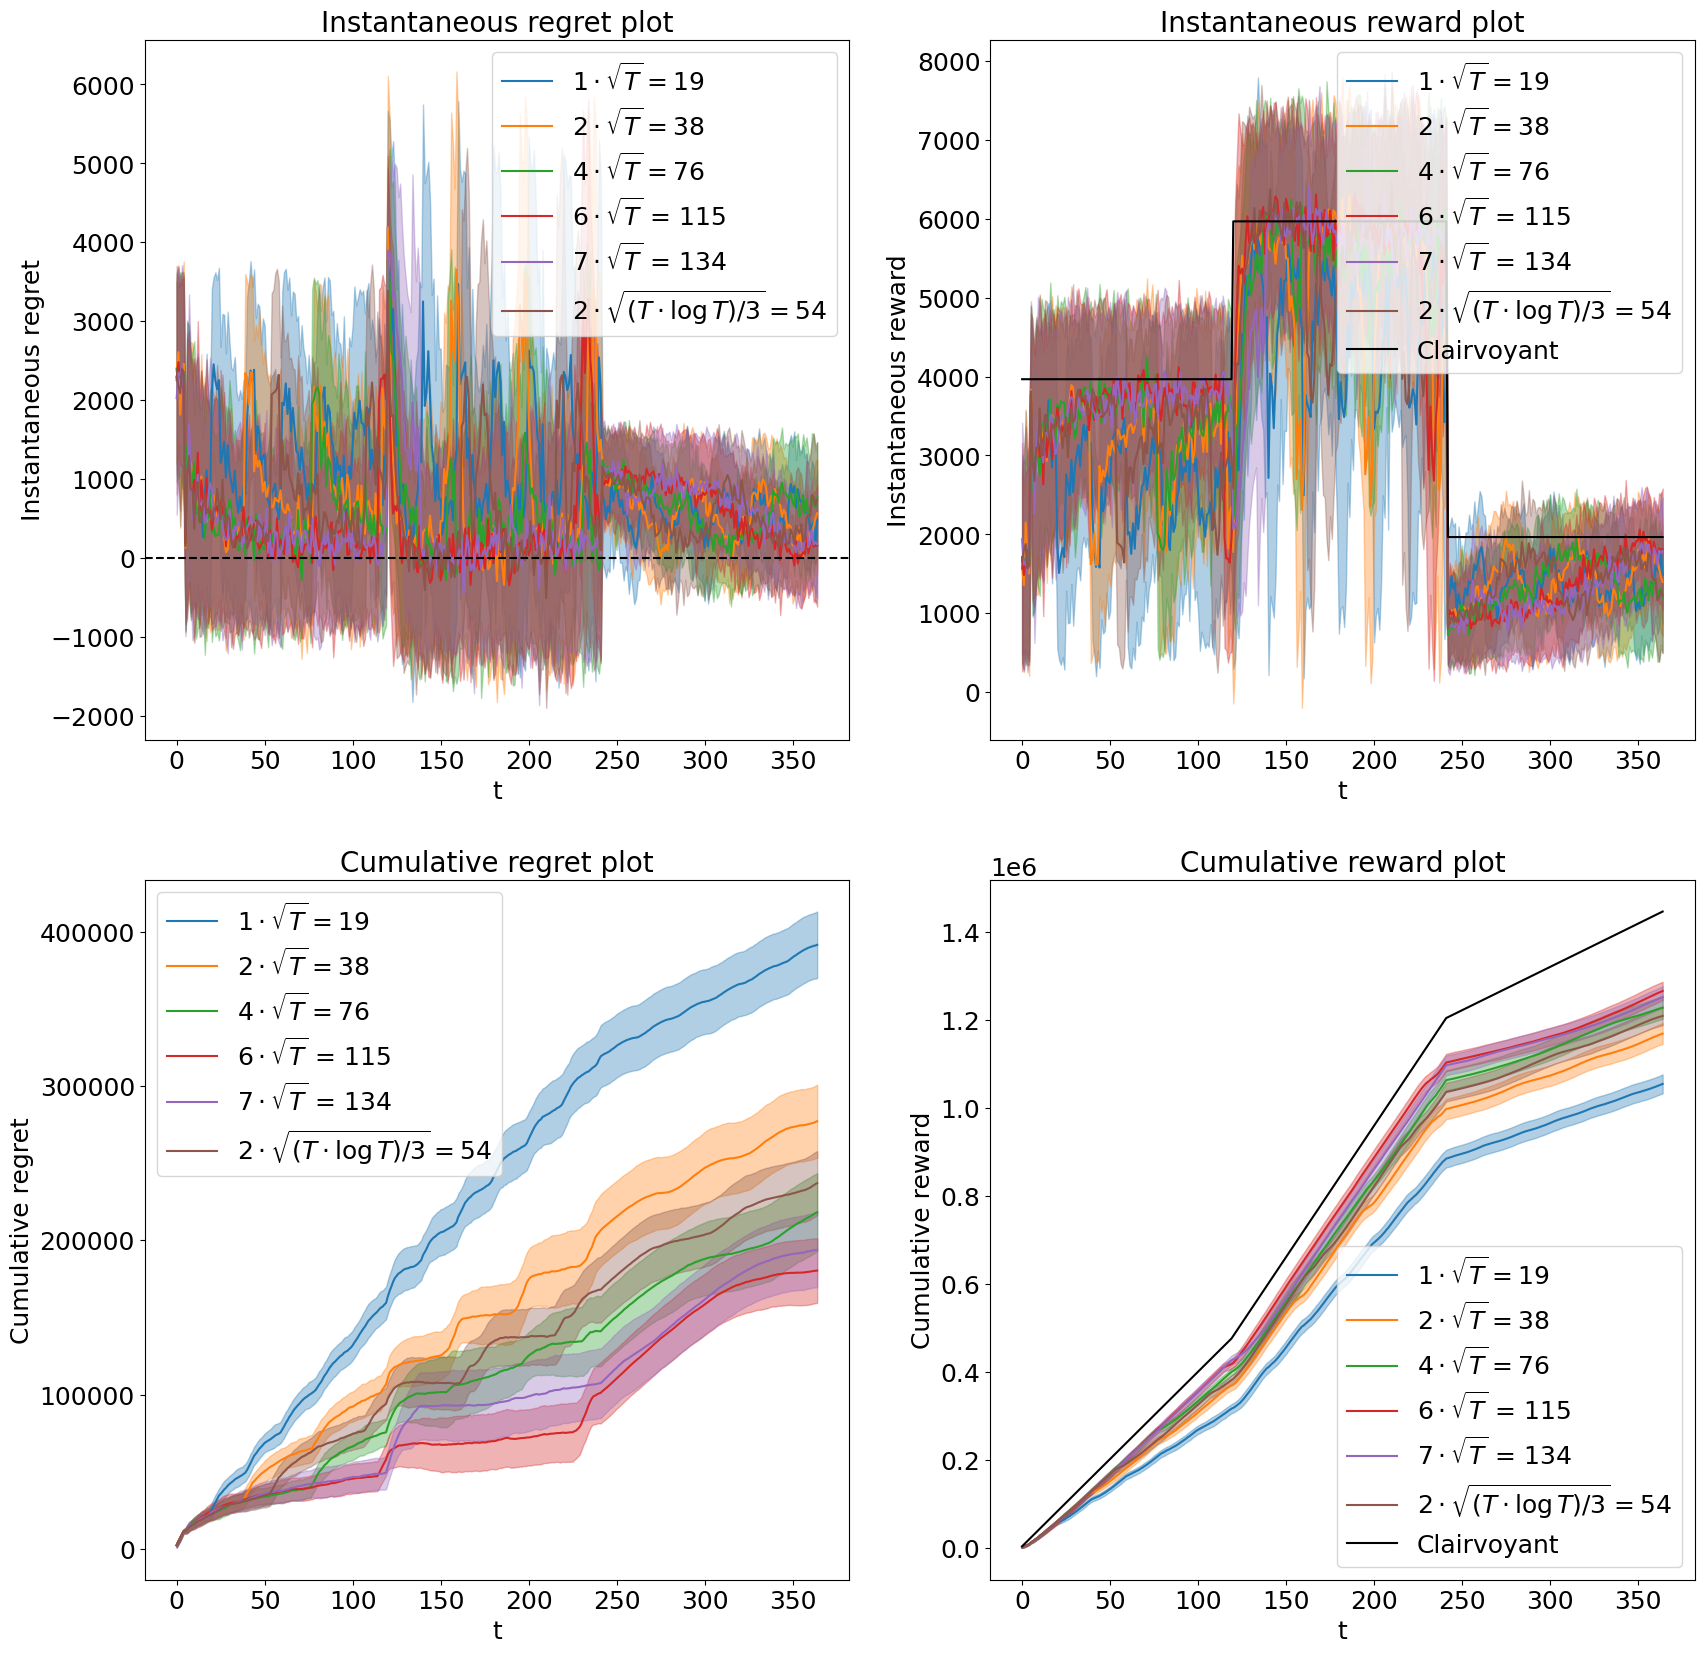 Instantaneous regret plot
Instantaneous regret
6000
5000
4000
3000
2000
1000
0
−1000
−2000
0 50 100 150 200 250 300 350
t
1 · √T = 19
2 · √T = 38
4 · √T = 76
6 · √T = 115
7 · √T = 134
2 · √(T · log T)/3 = 54
Instantaneous reward plot
Instantaneous reward
8000
7000
6000
5000
4000
3000
2000
1000
0
0 50 100 150 200 250 300 350
t
1 · √T = 19
2 · √T = 38
4 · √T = 76
6 · √T = 115
7 · √T = 134
2 · √(T · log T)/3 = 54
Clairvoyant
Cumulative regret plot
Cumulative regret
400000
300000
200000
100000
0
0 50 100 150 200 250 300 350
t
1 · √T = 19
2 · √T = 38
4 · √T = 76
6 · √T = 115
7 · √T = 134
2 · √(T · log T)/3 = 54
Cumulative reward plot
1e6
Cumulative reward
1.4
1.2
1.0
0.8
0.6
0.4
0.2
0.0
0 50 100 150 200 250 300 350
t
1 · √T = 19
2 · √T = 38
4 · √T = 76
6 · √T = 115
7 · √T = 134
2 · √(T · log T)/3 = 54
Clairvoyant